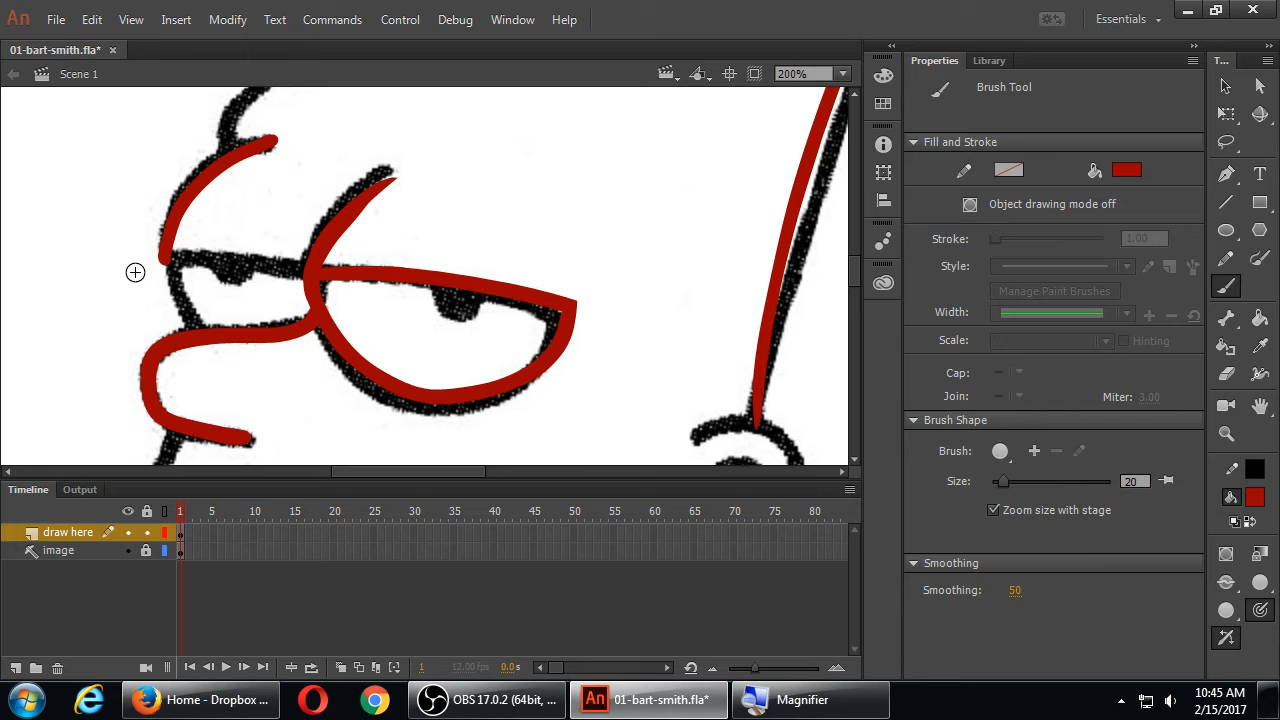 An File Edit View Insert Modify Text Commands Control Debug Window Help Essentials
01-bart-smith.fla*
Scene 1
200%
Properties Library
T...
Brush Tool
Fill and Stroke
Object drawing mode off
Stroke: 1.00
Style:
Manage Paint Brushes
Width:
Scale: Hinting
Cap:
Join: Miter: 3.00
Brush Shape
Brush:
Size: 20
Zoom size with stage
Smoothing
Smoothing: 50
Timeline Output
1 5 10 15 20 25 30 35 40 45 50 55 60 65 70 75 80
draw here
image
1 12.00 fps 0.0 s
Home - Dropbox ...
OBS 17.0.2 (64bit, ...
An 01-bart-smith.fla*
Magnifier
10:45 AM
2/15/2017